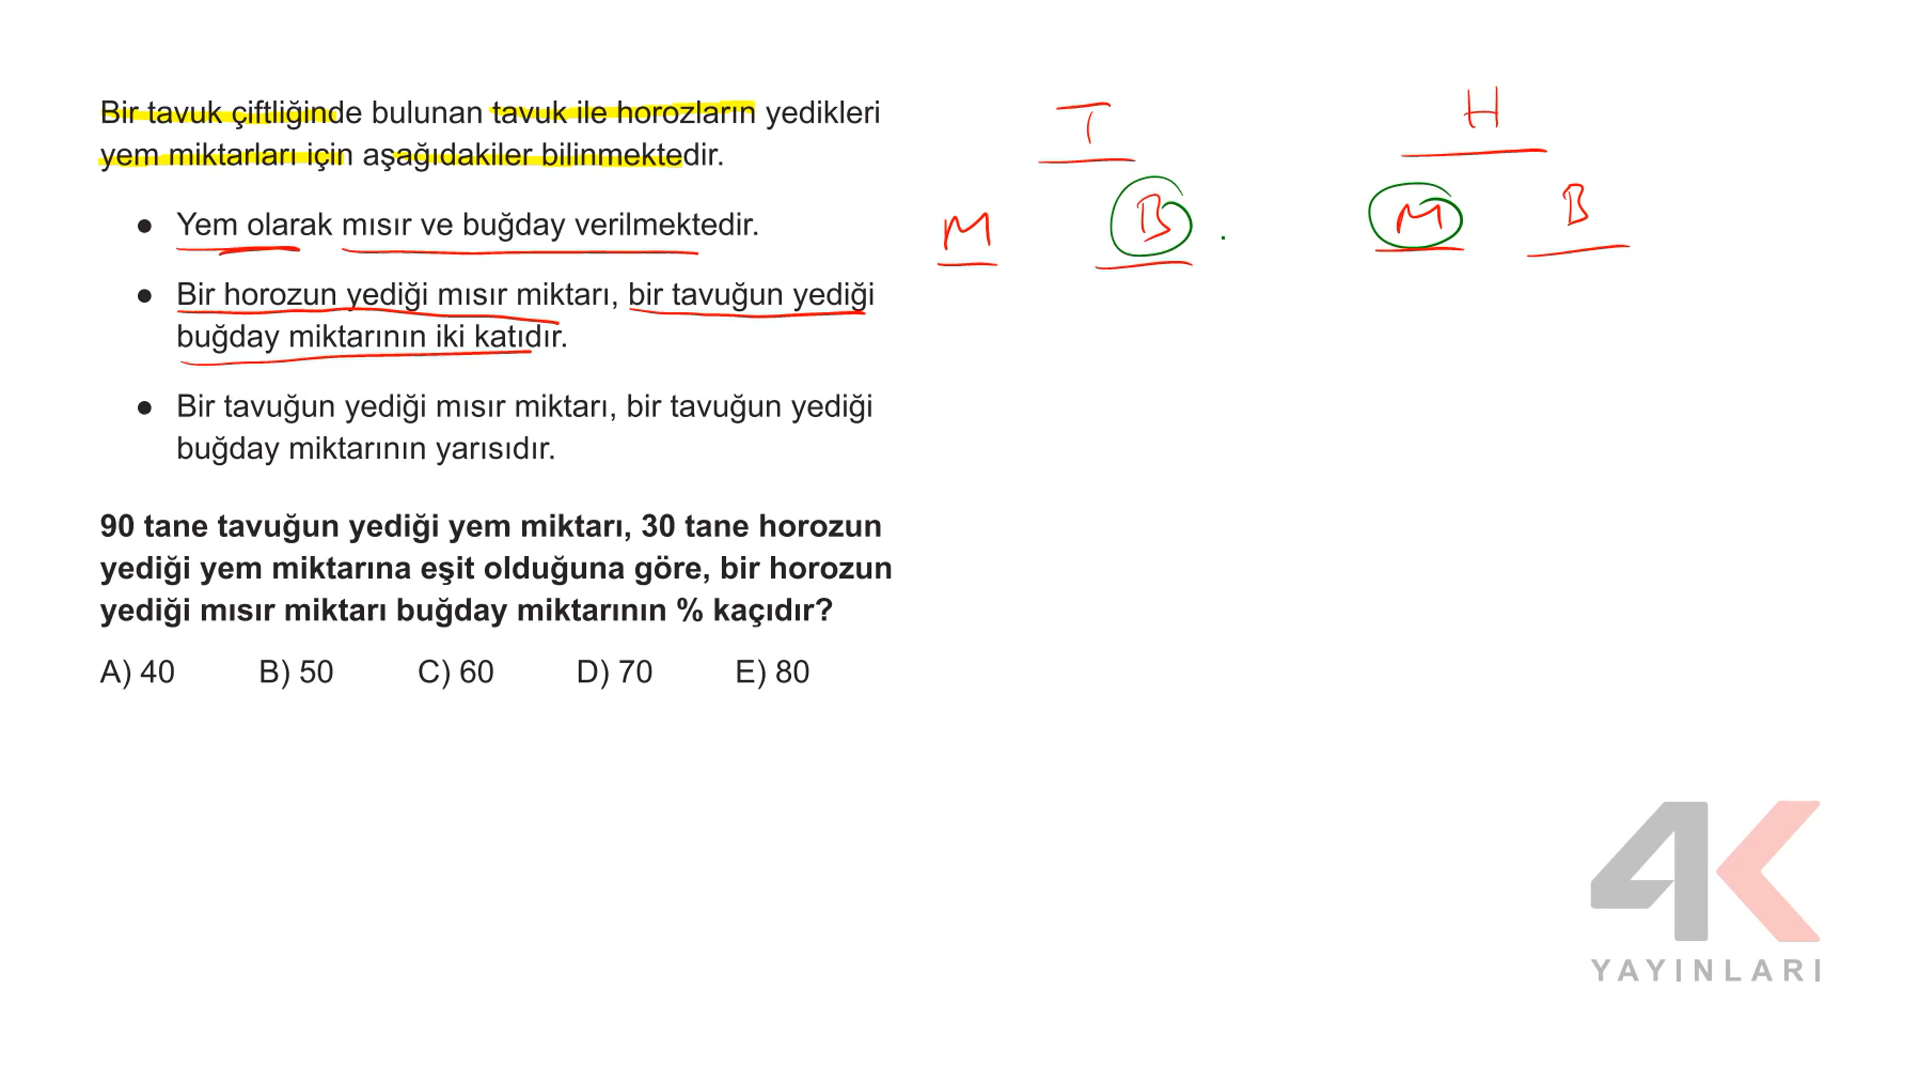 Bir tavuk çiftliğinde bulunan tavuk ile horozların yedikleri
yem miktarları için aşağıdakiler bilinmektedir.
● Yem olarak mısır ve buğday verilmektedir.
● Bir horozun yediği mısır miktarı, bir tavuğun yediği
buğday miktarının iki katıdır.
● Bir tavuğun yediği mısır miktarı, bir tavuğun yediği
buğday miktarının yarısıdır.
90 tane tavuğun yediği yem miktarı, 30 tane horozun
yediği yem miktarına eşit olduğuna göre, bir horozun
yediği mısır miktarı buğday miktarının % kaçıdır?
A) 40 B) 50 C) 60 D) 70 E) 80
T H
M B . M B
4K
YAYINLARI